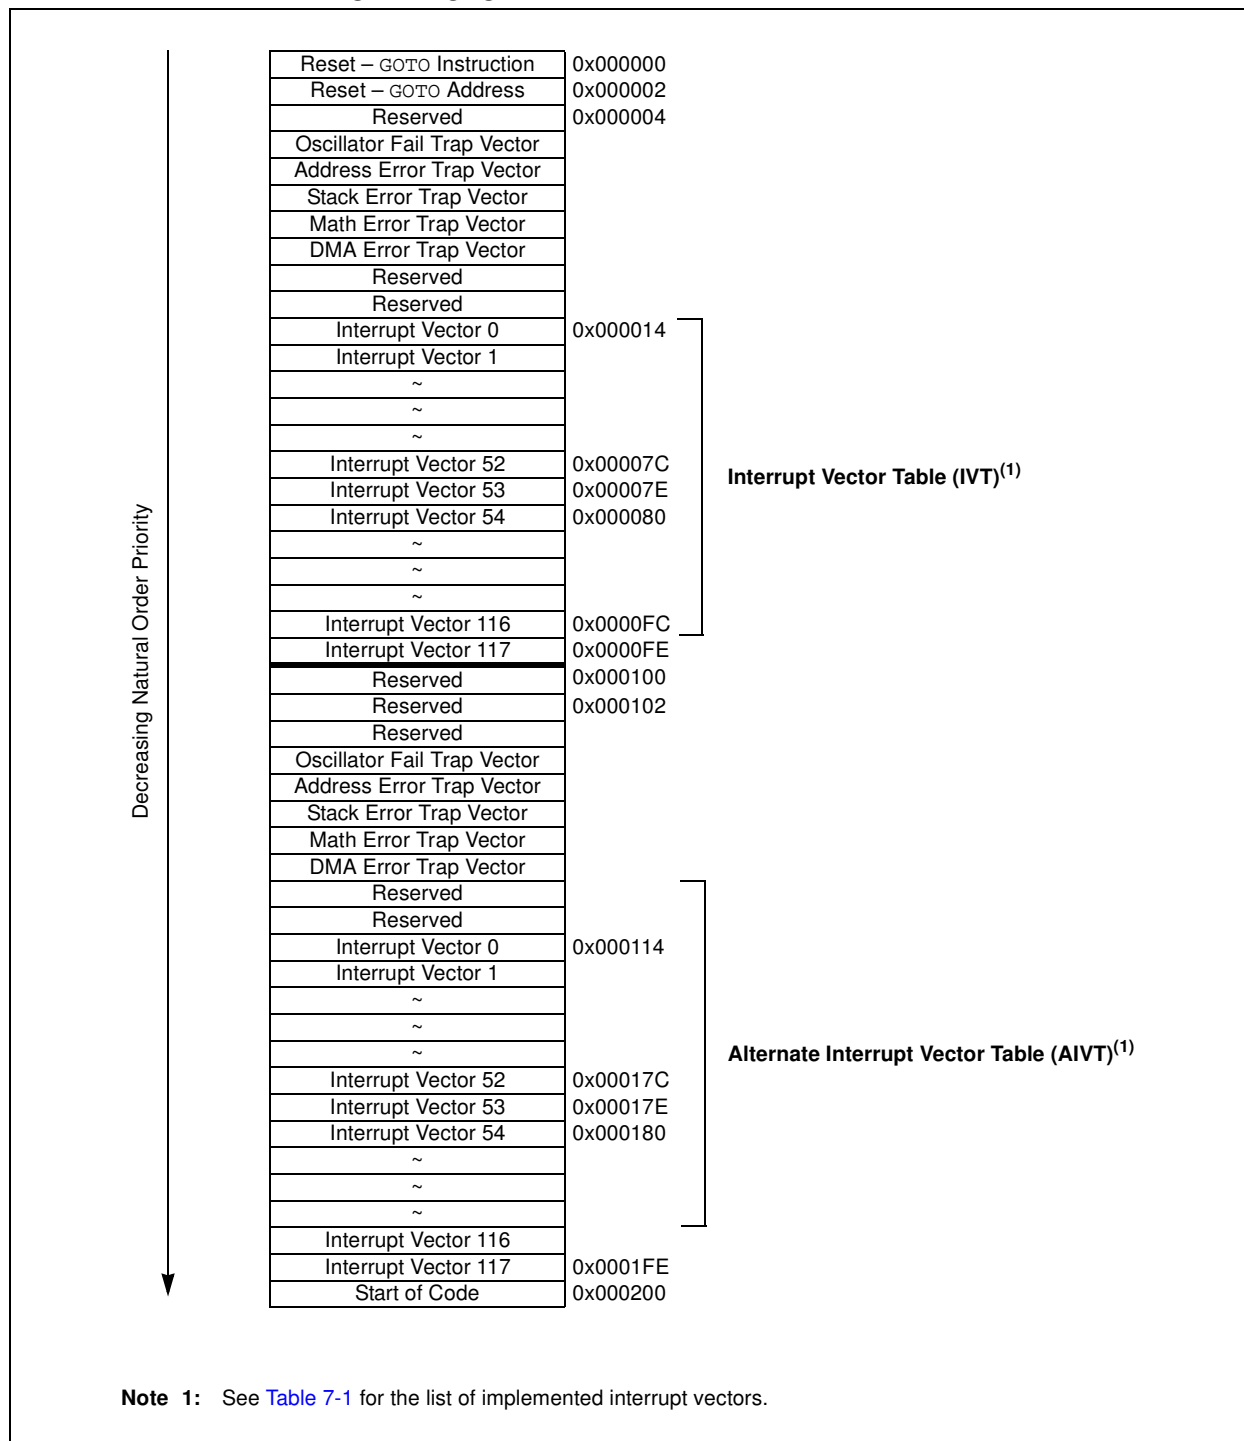 Reset – GOTO Instruction 0x000000
Reset – GOTO Address 0x000002
Reserved 0x000004
Oscillator Fail Trap Vector
Address Error Trap Vector
Stack Error Trap Vector
Math Error Trap Vector
DMA Error Trap Vector
Reserved
Reserved
Interrupt Vector 0 0x000014
Interrupt Vector 1
~
~
~
Interrupt Vector 52 0x00007C
Interrupt Vector Table (IVT)(1)
Interrupt Vector 53 0x00007E
Interrupt Vector 54 0x000080
~
~
~
Interrupt Vector 116 0x0000FC
Interrupt Vector 117 0x0000FE
Decreasing Natural Order Priority
Reserved 0x000100
Reserved 0x000102
Reserved
Oscillator Fail Trap Vector
Address Error Trap Vector
Stack Error Trap Vector
Math Error Trap Vector
DMA Error Trap Vector
Reserved
Reserved
Interrupt Vector 0 0x000114
Interrupt Vector 1
~
~
~
Alternate Interrupt Vector Table (AIVT)(1)
Interrupt Vector 52 0x00017C
Interrupt Vector 53 0x00017E
Interrupt Vector 54 0x000180
~
~
~
Interrupt Vector 116
Interrupt Vector 117 0x0001FE
Start of Code 0x000200
Note 1: See Table 7-1 for the list of implemented interrupt vectors.